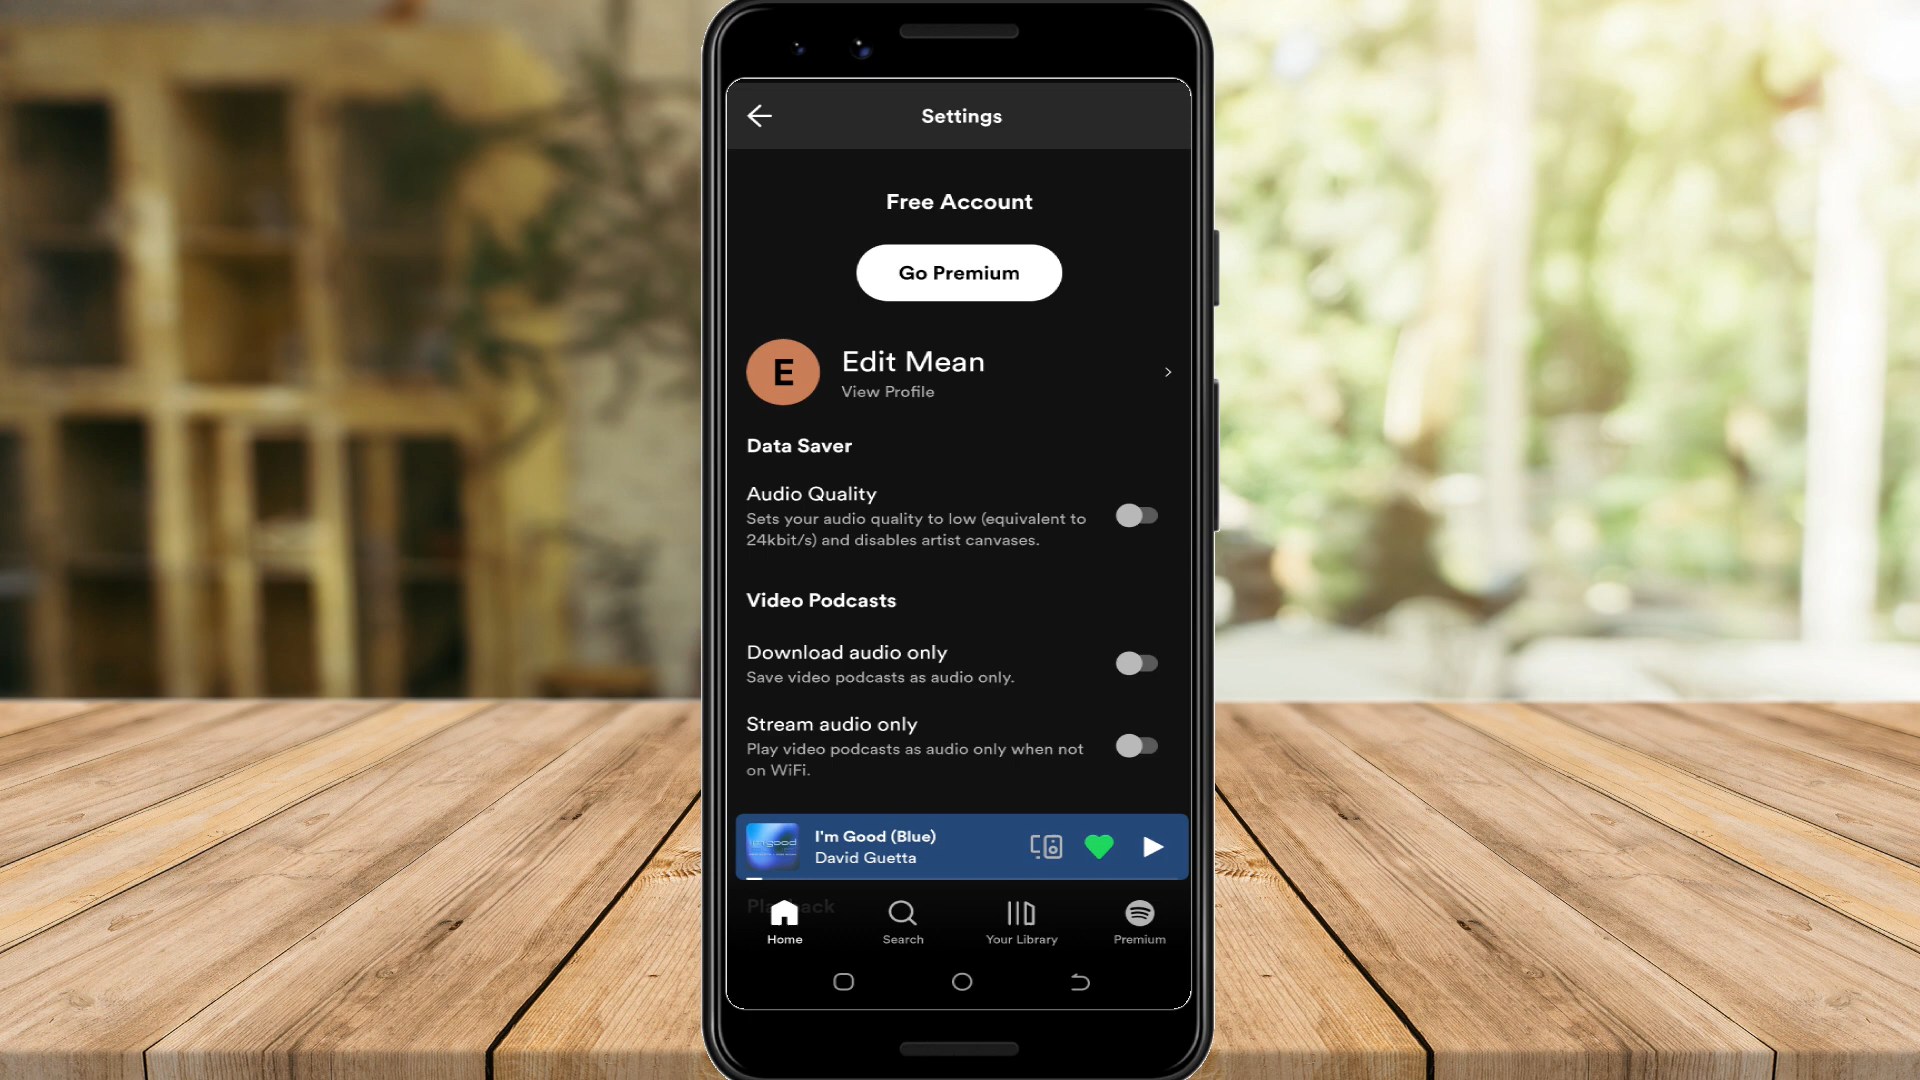 Settings
Free Account
Go Premium
E
Edit Mean
View Profile
Data Saver
Audio Quality
Sets your audio quality to low (equivalent to
24kbit/s) and disables artist canvases.
Video Podcasts
Download audio only
Save video podcasts as audio only.
Stream audio only
Play video podcasts as audio only when not
on WiFi.
i'm good
I'm Good (Blue)
David Guetta
Playback
Home
Search
Your Library
Premium